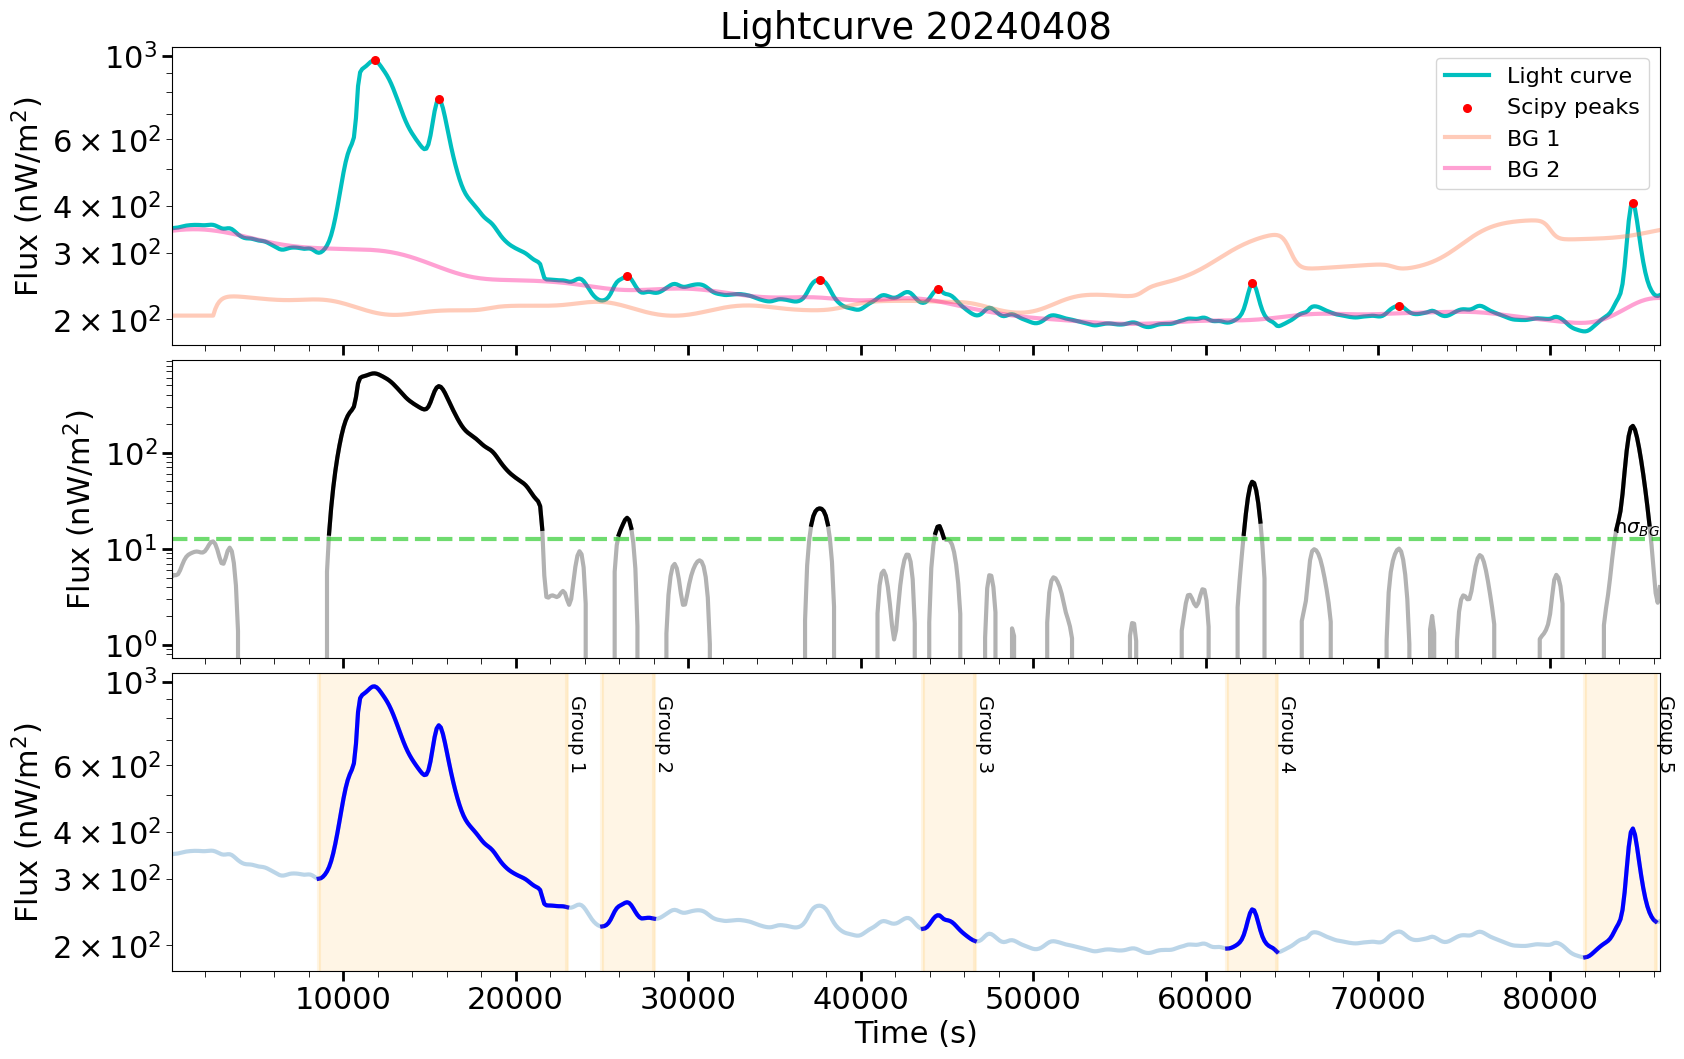 Lightcurve 20240408
Flux (nW/m²)
10³
6 × 10²
4 × 10²
3 × 10²
2 × 10²
Light curve
Scipy peaks
BG 1
BG 2
Flux (nW/m²)
10²
10¹
10⁰
nσBG
Flux (nW/m²)
10³
6 × 10²
4 × 10²
3 × 10²
2 × 10²
Group 1
Group 2
Group 3
Group 4
Group 5
10000 20000 30000 40000 50000 60000 70000 80000
Time (s)